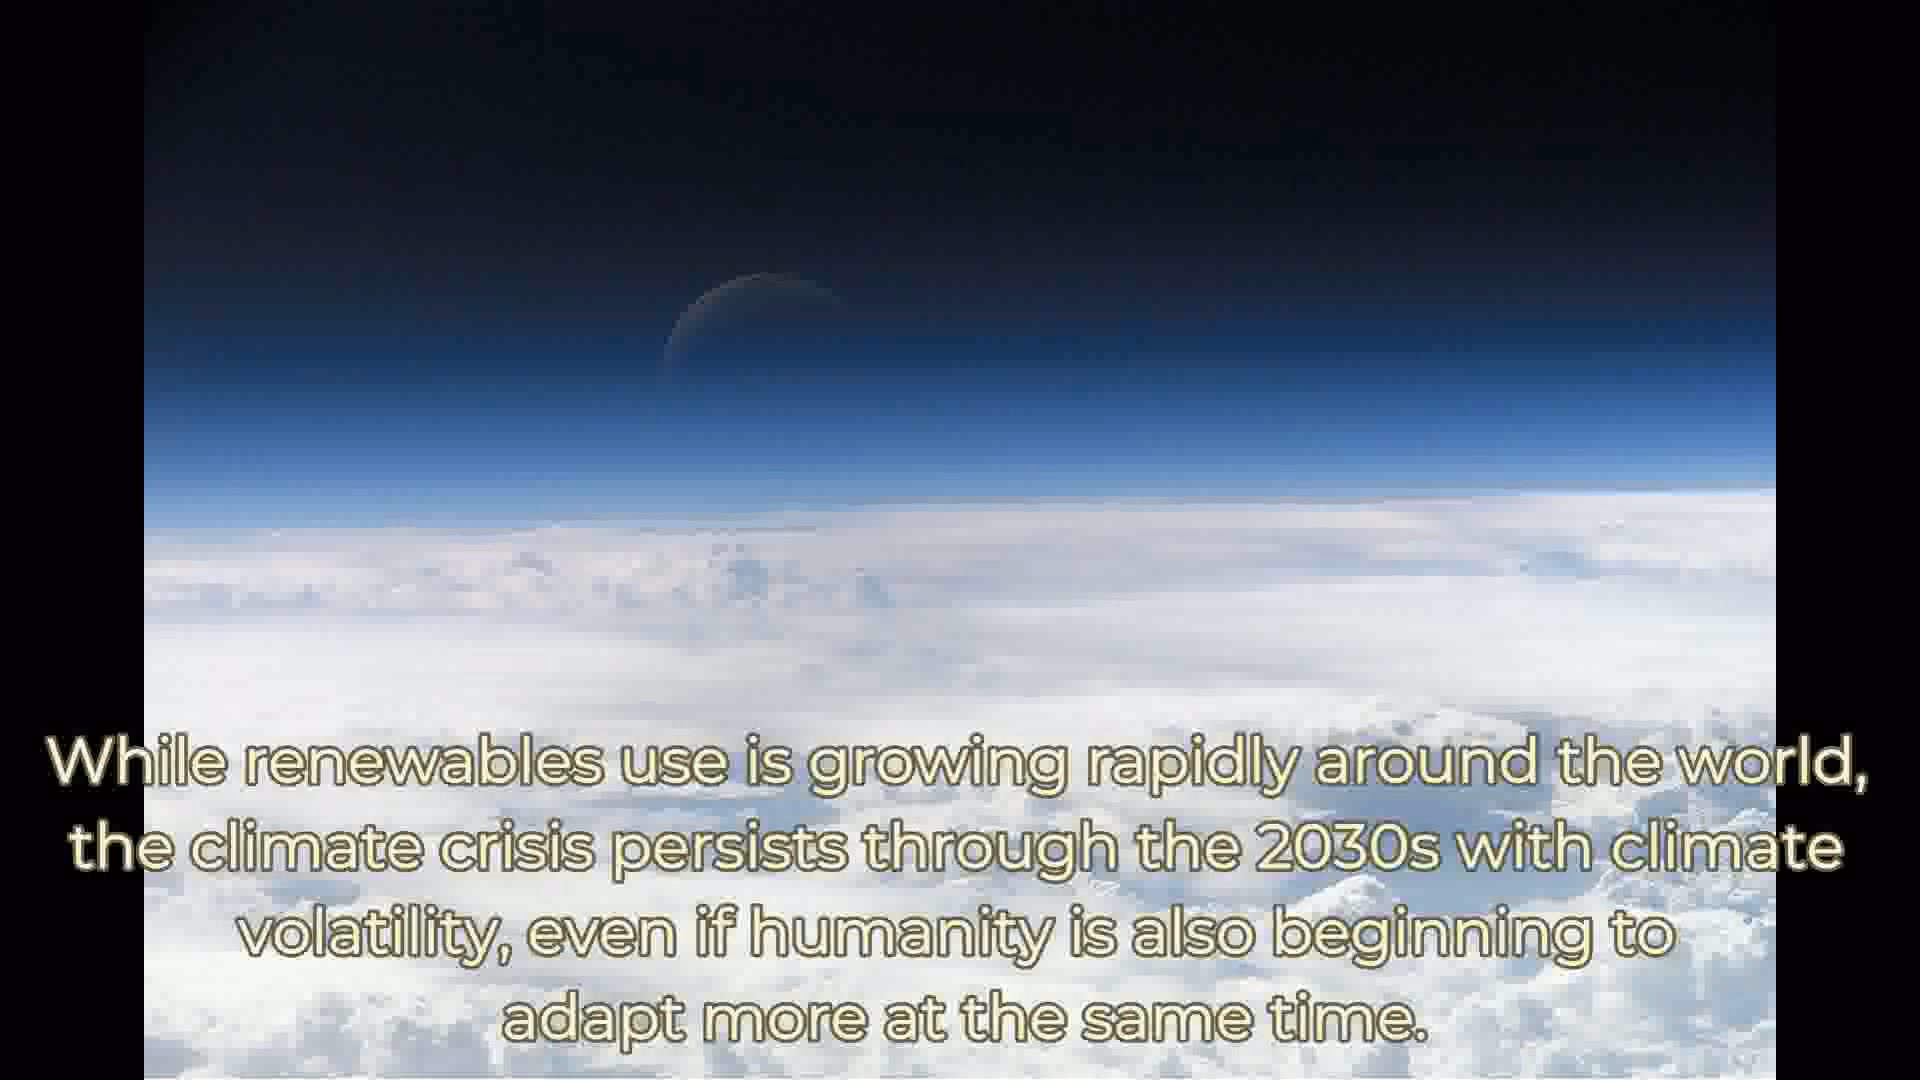 While renewables use is growing rapidly around the world,
the climate crisis persists through the 2030s with climate
volatility, even if humanity is also beginning to
adapt more at the same time.